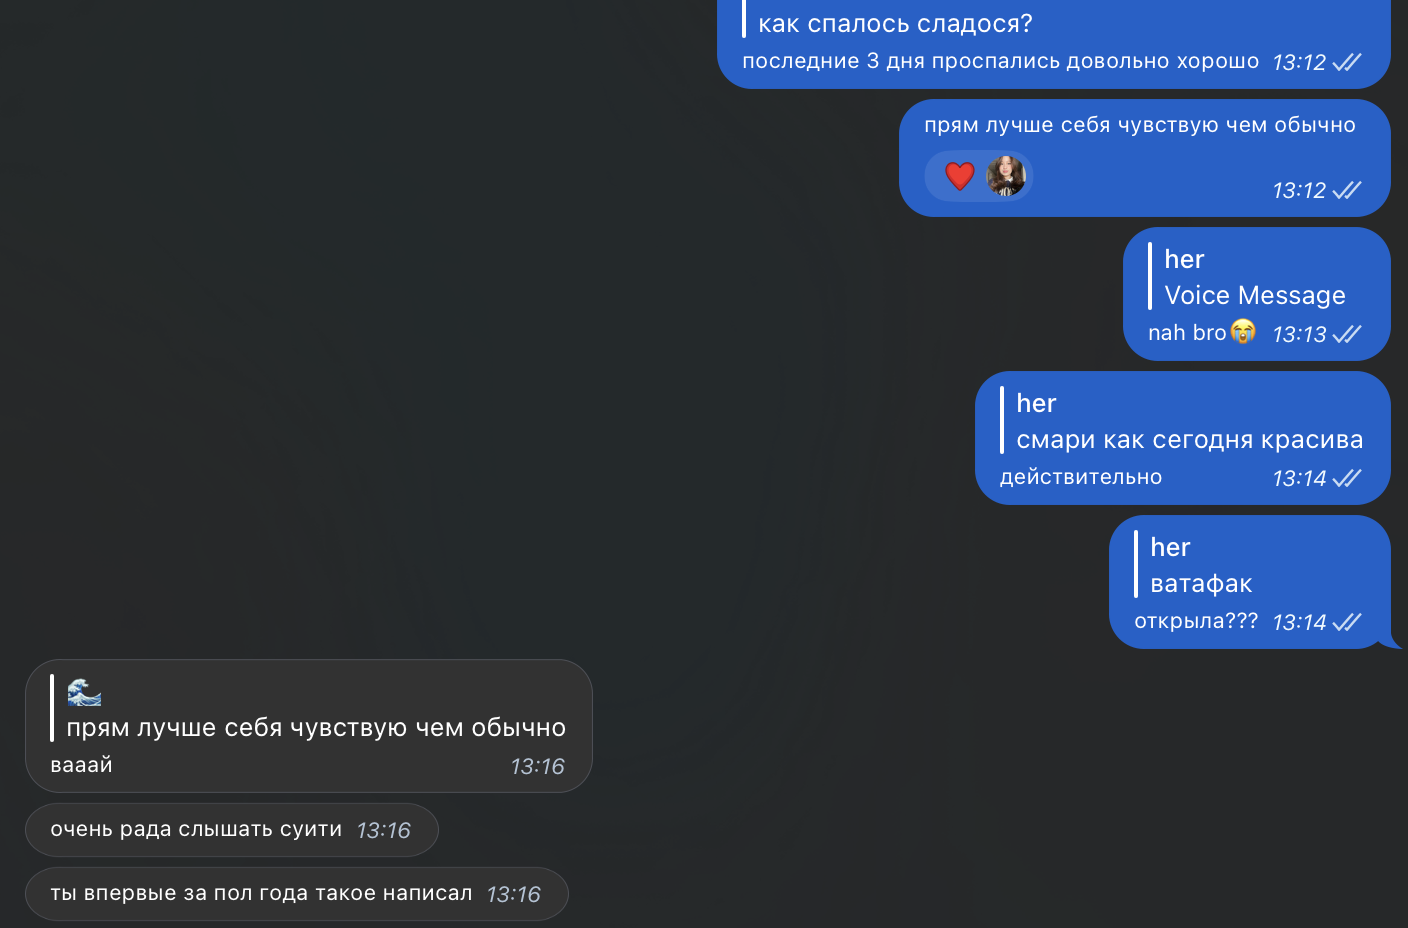 как спалось сладося?
последние 3 дня проспались довольно хорошо 13:12
прям лучше себя чувствую чем обычно
❤️ 13:12
her
Voice Message
nah bro😭 13:13
her
смари как сегодня красива
действительно 13:14
her
ватафак
открыла??? 13:14
🌊
прям лучше себя чувствую чем обычно
вааай 13:16
очень рада слышать суити 13:16
ты впервые за пол года такое написал 13:16